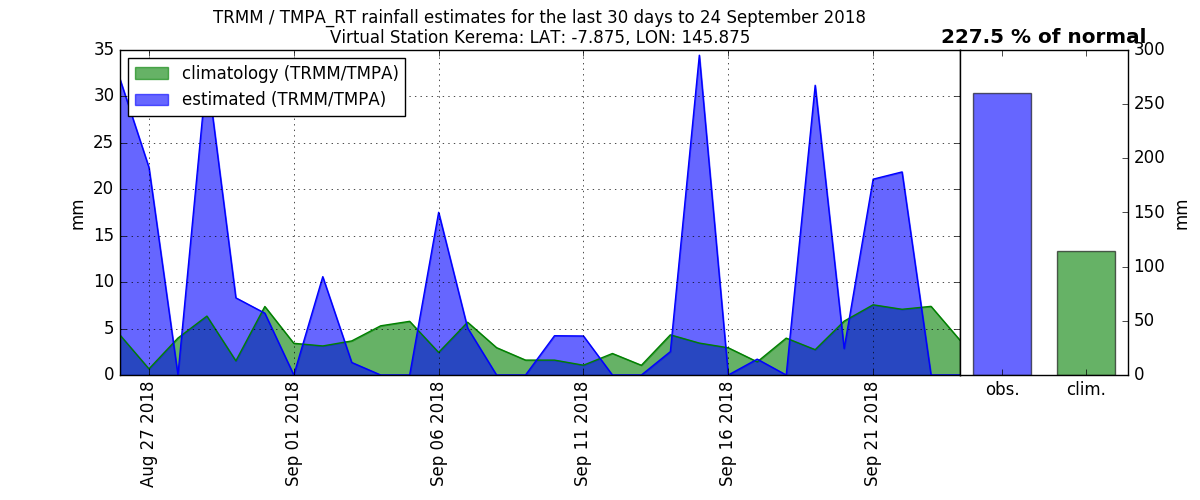 TRMM / TMPA_RT rainfall estimates for the last 30 days to 24 September 2018
Virtual Station Kerema: LAT: -7.875, LON: 145.875
227.5 % of normal
climatology (TRMM/TMPA)
estimated (TRMM/TMPA)
35
30
25
20
15
10
5
0
mm
Aug 27 2018
Sep 01 2018
Sep 06 2018
Sep 11 2018
Sep 16 2018
Sep 21 2018
300
250
200
150
100
50
0
mm
obs.
clim.